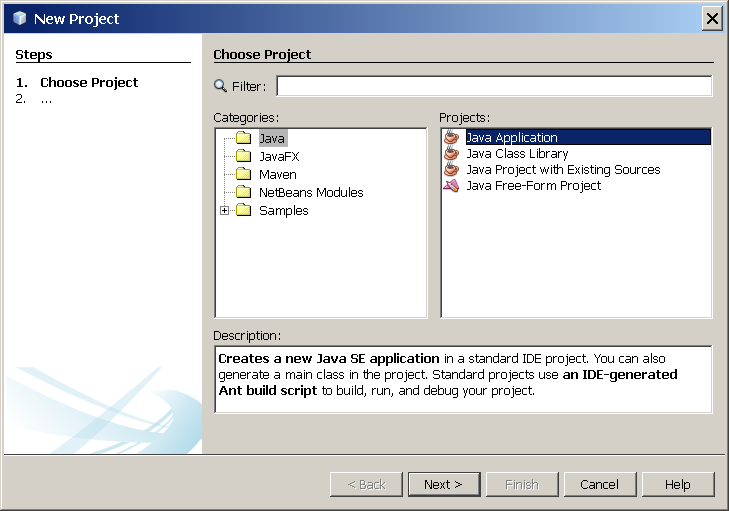 New Project
Steps
1. Choose Project
2. ...
Choose Project
Filter:
Categories:
Java
JavaFX
Maven
NetBeans Modules
Samples
Projects:
Java Application
Java Class Library
Java Project with Existing Sources
Java Free-Form Project
Description:
Creates a new Java SE application in a standard IDE project. You can also
generate a main class in the project. Standard projects use an IDE-generated
Ant build script to build, run, and debug your project.
< Back
Next >
Finish
Cancel
Help